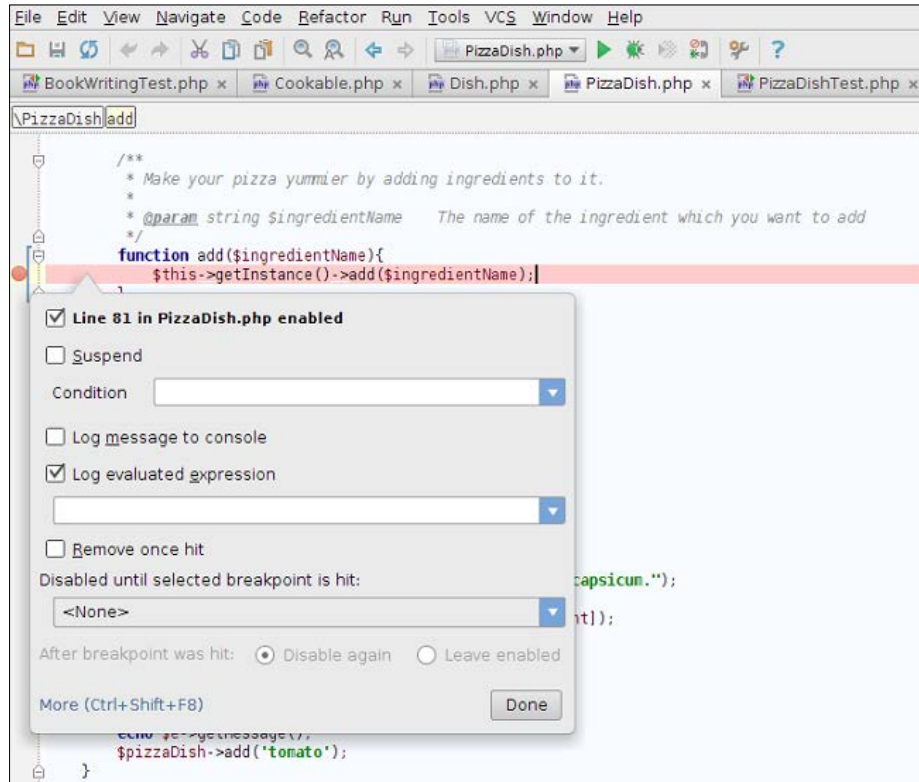 File Edit View Navigate Code Refactor Run Tools VCS Window Help
PizzaDish.php
BookWritingTest.php Cookable.php Dish.php PizzaDish.php PizzaDishTest.php
\PizzaDish add
/**
* Make your pizza yummier by adding ingredients to it.
*
* @param string $ingredientName The name of the ingredient which you want to add
*/
function add($ingredientName){
$this->getInstance()->add($ingredientName);
}
Line 81 in PizzaDish.php enabled
Suspend
Condition
Log message to console
Log evaluated expression
Remove once hit
Disabled until selected breakpoint is hit:
capsicum.");
<None>
nt]);
After breakpoint was hit: Disable again Leave enabled
More (Ctrl+Shift+F8) Done
echo $e->getMessage();
$pizzaDish->add('tomato');
}